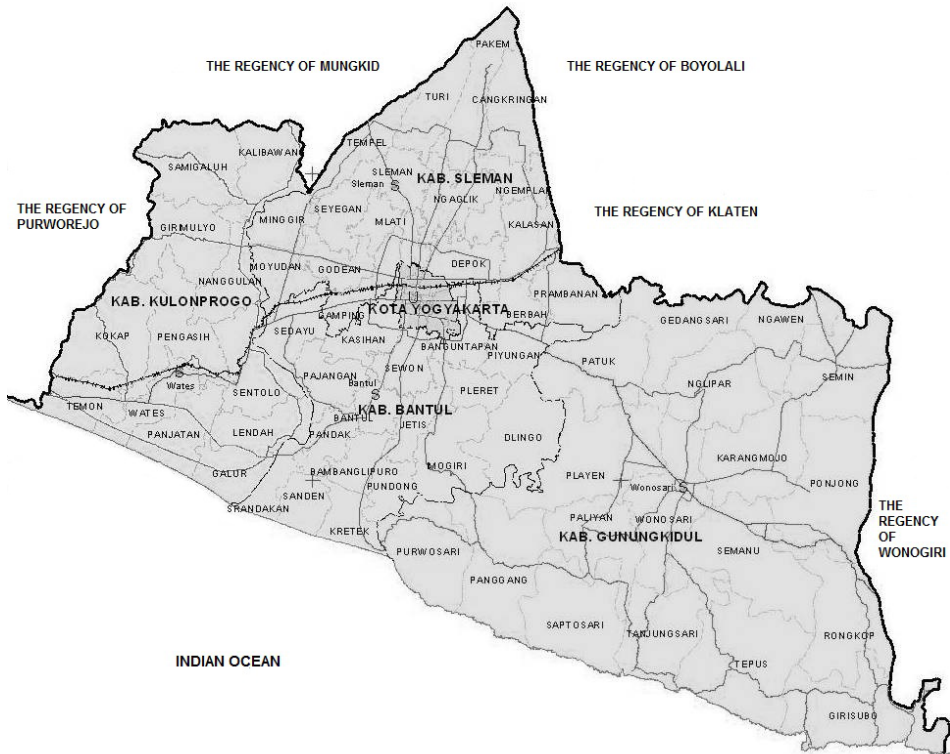 PAKEM
THE REGENCY OF MUNGKID
THE REGENCY OF BOYOLALI
TURI
CANGKRINGAN
TEMPEL
KALIBAWANG
SAMIGALUH
SLEMAN
KAB. SLEMAN
Sleman
S
NGEMPLAK
NGAGLIK
THE REGENCY OF
PURWOREJO
SEYEGAN
MINGGIR
MLATI
THE REGENCY OF KLATEN
KALASAN
GIRIMULYO
MOYUDAN
GODEAN
DEPOK
NANGGULAN
PRAMBANAN
KAB. KULONPROGO
KOTA YOGYAKARTA
GAMPING
BERBAH
GEDANGSARI
NGAWEN
SEDAYU
KOKAP
PENGASIH
KASIHAN
BANGUNTAPAN
PIYUNGAN
PATUK
SEWON
S
Wates
PAJANGAN
Bantul
S
PLERET
NGLIPAR
SEMIN
SENTOLO
TEMON
WATES
KAB. BANTUL
BANTUL
JETIS
PANJATAN
LENDAH
PANDAK
DLINGO
KARANGMOJO
GALUR
BAMBANGLIPURO
MOGIRI
PLAYEN
PUNDONG
Wonosari
S
PONJONG
SANDEN
SRANDAKAN
THE
REGENCY
OF
WONOGIRI
KRETEK
PALIYAN
WONOSARI
KAB. GUNUNGKIDUL
PURWOSARI
SEMANU
PANGGANG
SAPTOSARI
TANJUNGSARI
RONGKOP
INDIAN OCEAN
TEPUS
GIRISUBO